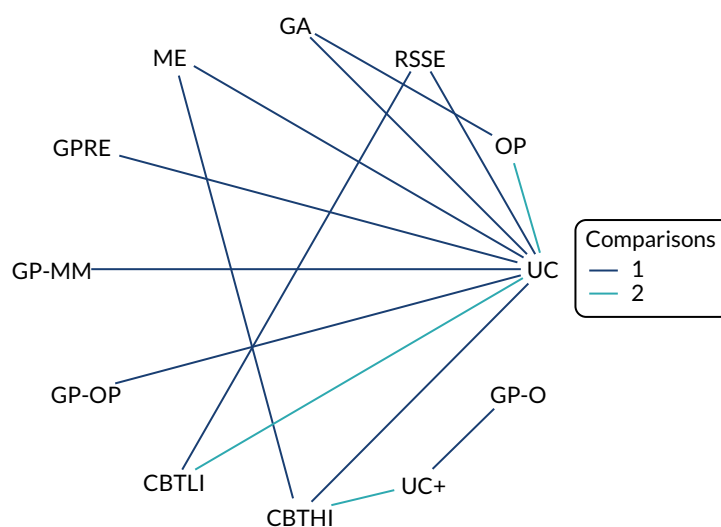 GA
RSSE
ME
OP
GPRE
Comparisons
1
2
GP-MM
UC
GP-OP
GP-O
CBTLI
UC+
CBTHI